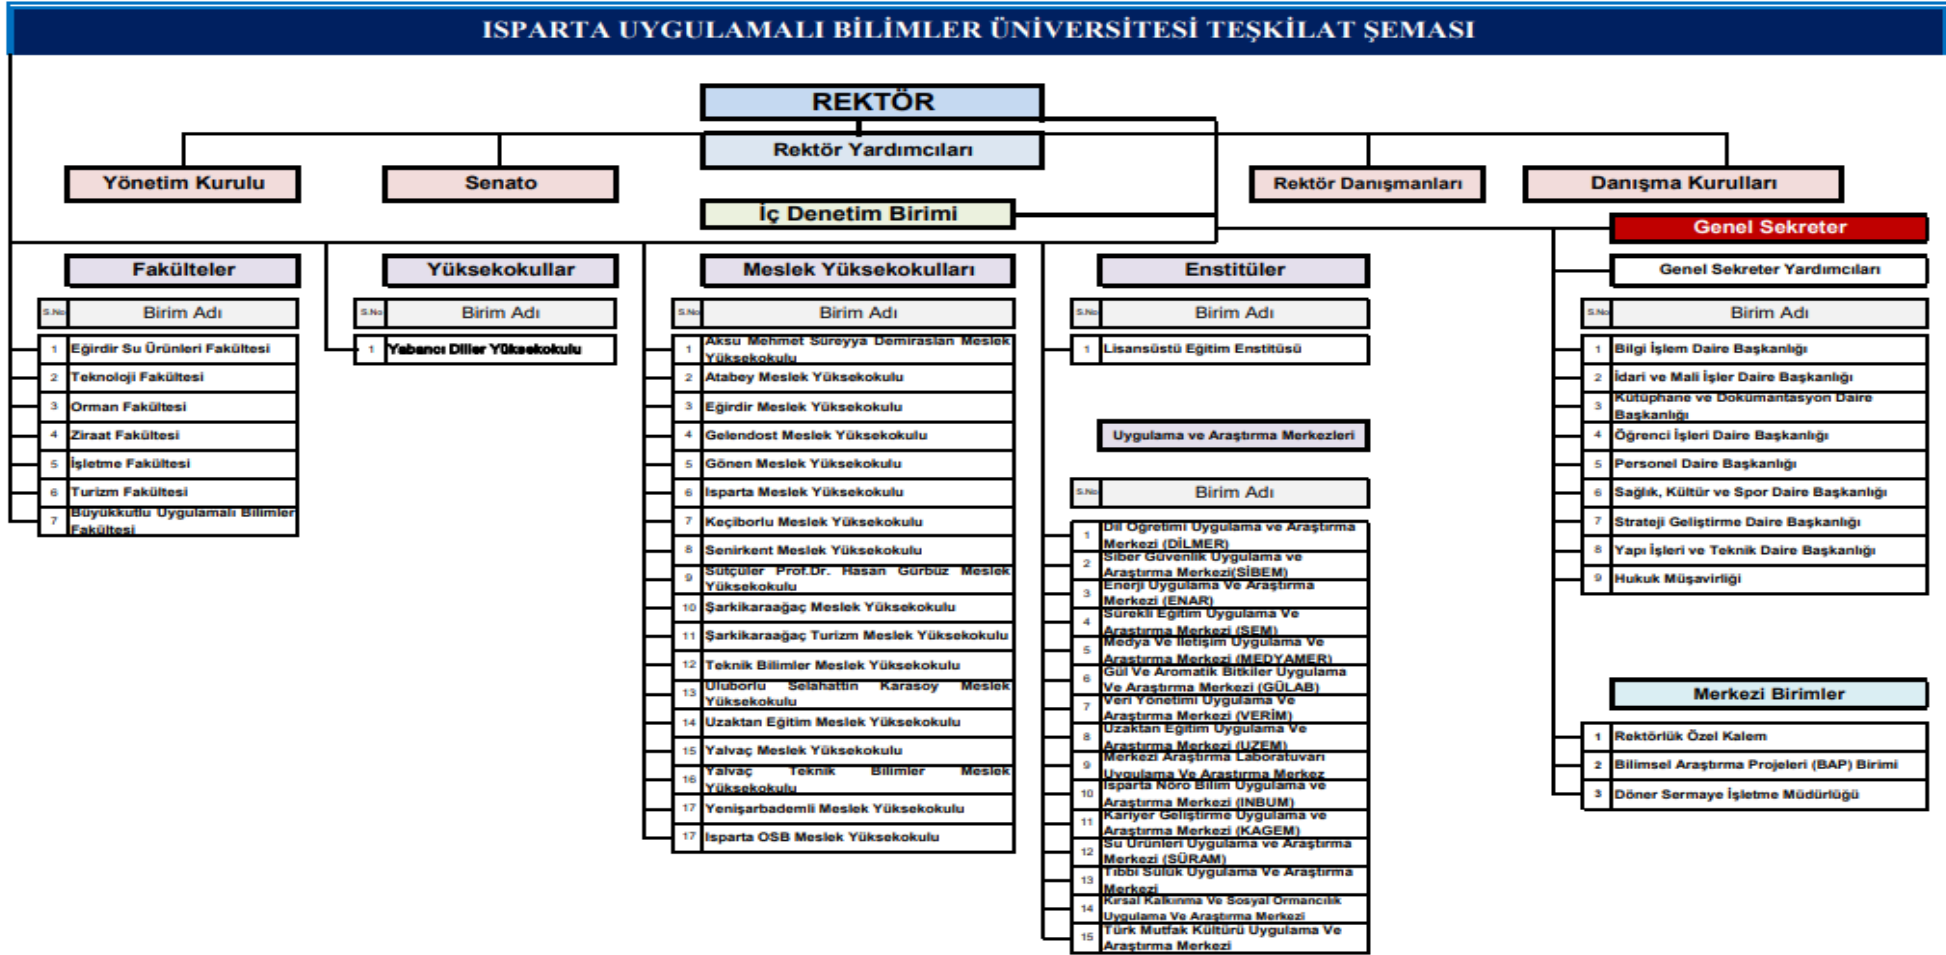 ISPARTA UYGULAMALI BİLİMLER ÜNİVERSİTESİ TEŞKİLAT ŞEMASI
REKTÖR
Rektör Yardımcıları
Yönetim Kurulu
Senato
Rektör Danışmanları
Danışma Kurulları
İç Denetim Birimi
Genel Sekreter
Genel Sekreter Yardımcıları
Fakülteler
S.No Birim Adı
1 Eğirdir Su Ürünleri Fakültesi
2 Teknoloji Fakültesi
3 Orman Fakültesi
4 Ziraat Fakültesi
5 İşletme Fakültesi
6 Turizm Fakültesi
7 Büyükkutlu Uygulamalı Bilimler
Fakültesi
Yüksekokullar
S.No Birim Adı
1 Yabancı Diller Yüksekokulu
Meslek Yüksekokulları
S.No Birim Adı
1 Aksu Mehmet Süreyya Demiraslan Meslek
Yüksekokulu
2 Atabey Meslek Yüksekokulu
3 Eğirdir Meslek Yüksekokulu
4 Gelendost Meslek Yüksekokulu
5 Gönen Meslek Yüksekokulu
6 Isparta Meslek Yüksekokulu
7 Keçiborlu Meslek Yüksekokulu
8 Senirkent Meslek Yüksekokulu
9 Sütçüler Prof.Dr. Hasan Gürbüz Meslek
Yüksekokulu
10 Şarkikaraağaç Meslek Yüksekokulu
11 Şarkikaraağaç Turizm Meslek Yüksekokulu
12 Teknik Bilimler Meslek Yüksekokulu
13 Uluborlu Selahattin Karasoy Meslek
Yüksekokulu
14 Uzaktan Eğitim Meslek Yüksekokulu
15 Yalvaç Meslek Yüksekokulu
16 Yalvaç Teknik Bilimler Meslek
Yüksekokulu
17 Yenişarbademli Meslek Yüksekokulu
17 Isparta OSB Meslek Yüksekokulu
Enstitüler
S.No Birim Adı
1 Lisansüstü Eğitim Enstitüsü
Uygulama ve Araştırma Merkezleri
S.No Birim Adı
1 Dil Öğretimi Uygulama ve Araştırma
Merkezi (DİLMER)
2 Siber Güvenlik Uygulama ve
Araştırma Merkezi(SİBEM)
3 Enerji Uygulama Ve Araştırma
Merkezi (ENAR)
4 Sürekli Eğitim Uygulama Ve
Araştırma Merkezi (SEM)
5 Medya Ve İletişim Uygulama Ve
Araştırma Merkezi (MEDYAMER)
6 Gül Ve Aromatik Bitkiler Uygulama
Ve Araştırma Merkezi (GÜLAB)
7 Veri Yönetimi Uygulama Ve
Araştırma Merkezi (VERİM)
8 Uzaktan Eğitim Uygulama Ve
Araştırma Merkezi (UZEM)
9 Merkezi Araştırma Laboratuvarı
Uygulama Ve Araştırma Merkez
10 Isparta Nöro Bilim Uygulama ve
Araştırma Merkezi (INBUM)
11 Kariyer Geliştirme Uygulama ve
Araştırma Merkezi (KAGEM)
12 Su Ürünleri Uygulama ve Araştırma
Merkezi (SÜRAM)
13 Tıbbi Sülük Uygulama Ve Araştırma
Merkezi
14 Kırsal Kalkınma Ve Sosyal Ormancılık
Uygulama Ve Araştırma Merkezi
15 Türk Mutfak Kültürü Uygulama Ve
Araştırma Merkezi
S.No Birim Adı
1 Bilgi İşlem Daire Başkanlığı
2 İdari ve Mali İşler Daire Başkanlığı
3 Kütüphane ve Dokümantasyon Daire
Başkanlığı
4 Öğrenci İşleri Daire Başkanlığı
5 Personel Daire Başkanlığı
6 Sağlık, Kültür ve Spor Daire Başkanlığı
7 Strateji Geliştirme Daire Başkanlığı
8 Yapı İşleri ve Teknik Daire Başkanlığı
9 Hukuk Müşavirliği
Merkezi Birimler
1 Rektörlük Özel Kalem
2 Bilimsel Araştırma Projeleri (BAP) Birimi
3 Döner Sermaye İşletme Müdürlüğü